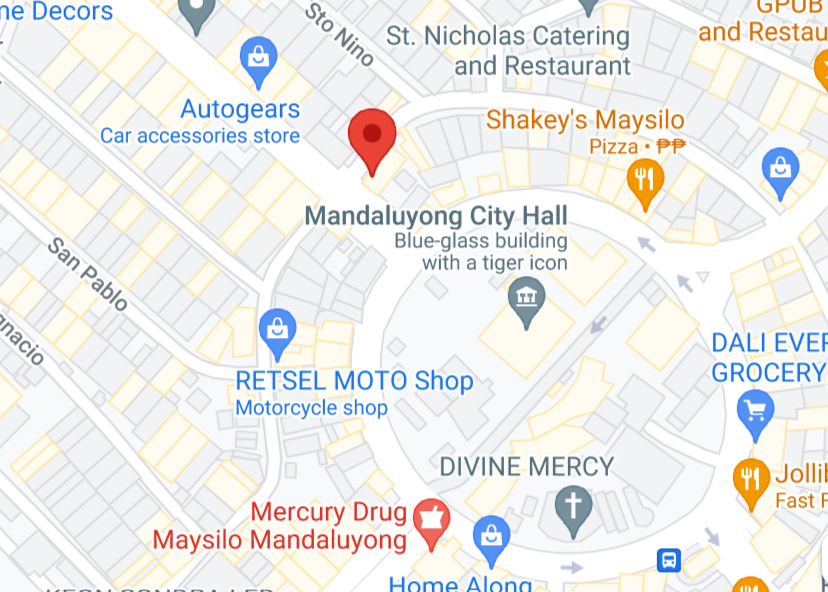 ne Decors
Sto Nino
GPUB
and Restau
St. Nicholas Catering
and Restaurant
Autogears
Car accessories store
Shakey's Maysilo
Pizza • ₱₱
Mandaluyong City Hall
Blue-glass building
with a tiger icon
San Pablo
gnacio
RETSEL MOTO Shop
Motorcycle shop
DALI EVER
GROCERY
DIVINE MERCY
Jollib
Fast F
Mercury Drug
Maysilo Mandaluyong
Home Along